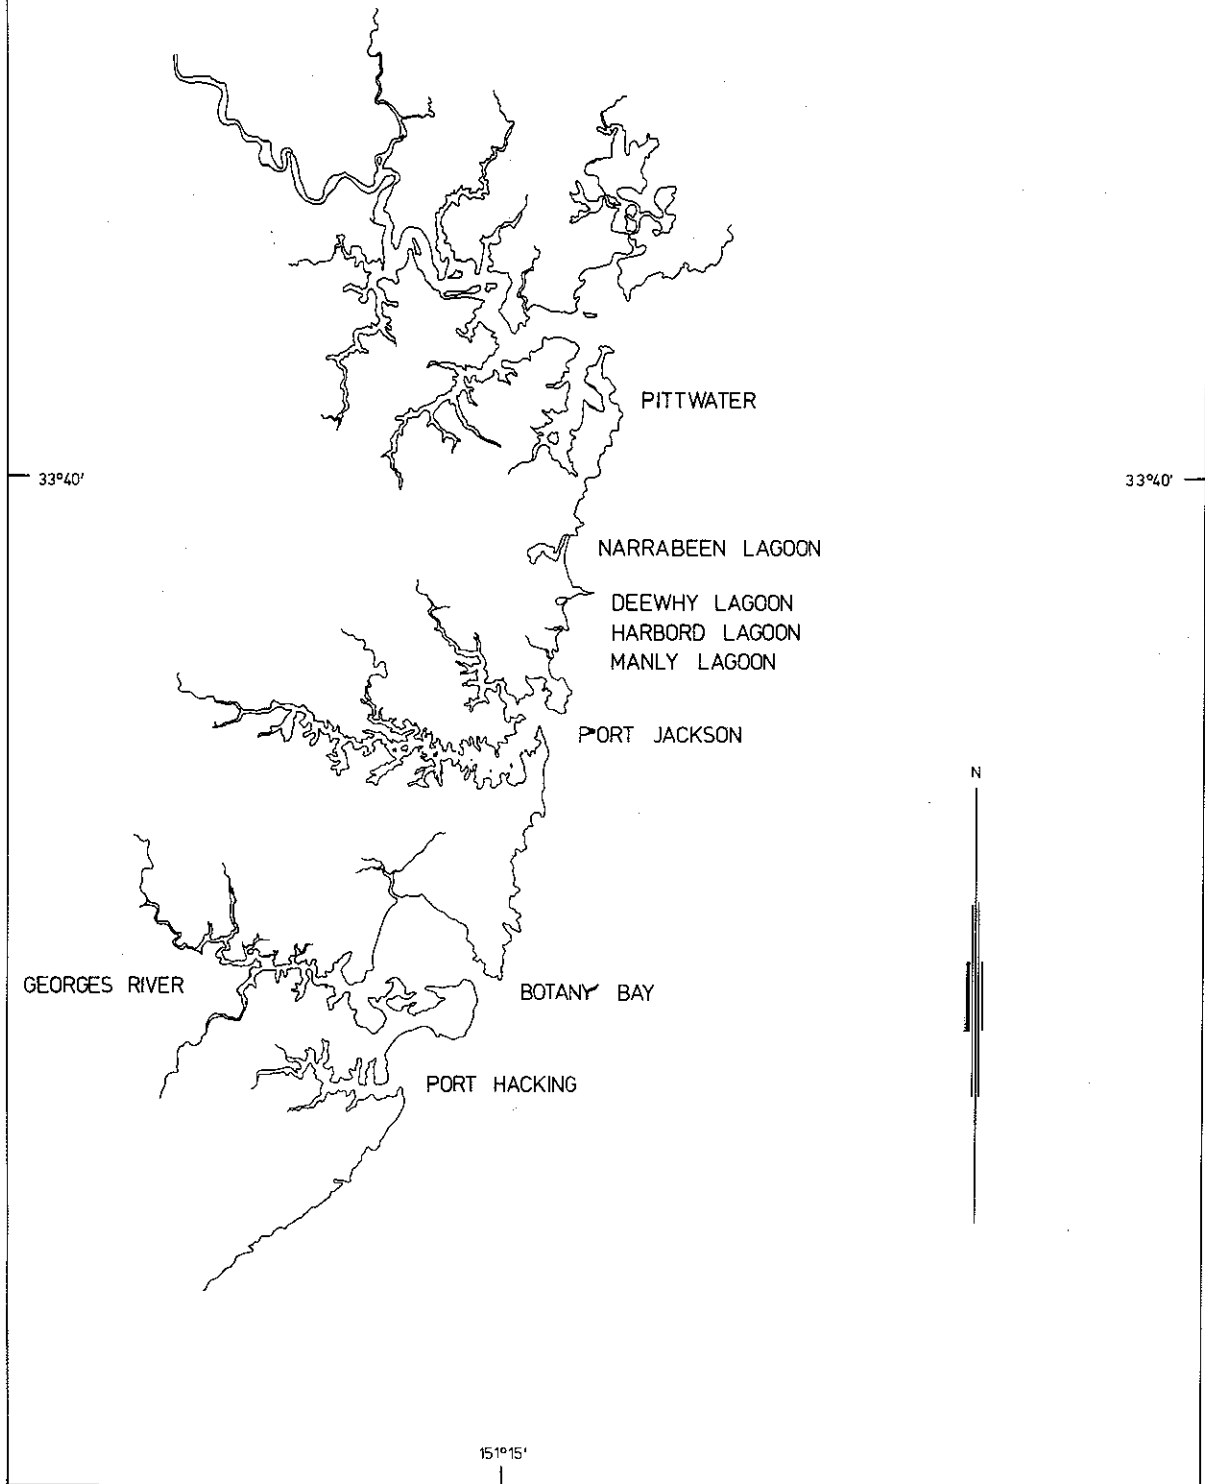 PITTWATER
33°40'
33°40'
NARRABEEN LAGOON
DEEWHY LAGOON
HARBORD LAGOON
MANLY LAGOON
PORT JACKSON
N
GEORGES RIVER
BOTANY BAY
PORT HACKING
151°15'